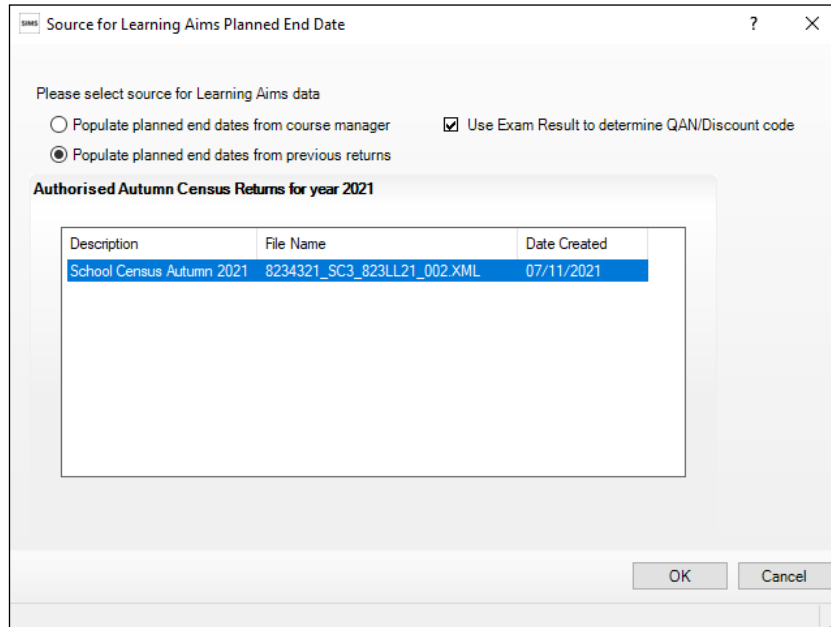 SIMS Source for Learning Aims Planned End Date ?
Please select source for Learning Aims data
Populate planned end dates from course manager Use Exam Result to determine QAN/Discount code
Populate planned end dates from previous returns
Authorised Autumn Census Returns for year 2021
Description File Name Date Created
School Census Autumn 2021 8234321_SC3_823LL21_002.XML 07/11/2021
OK Cancel